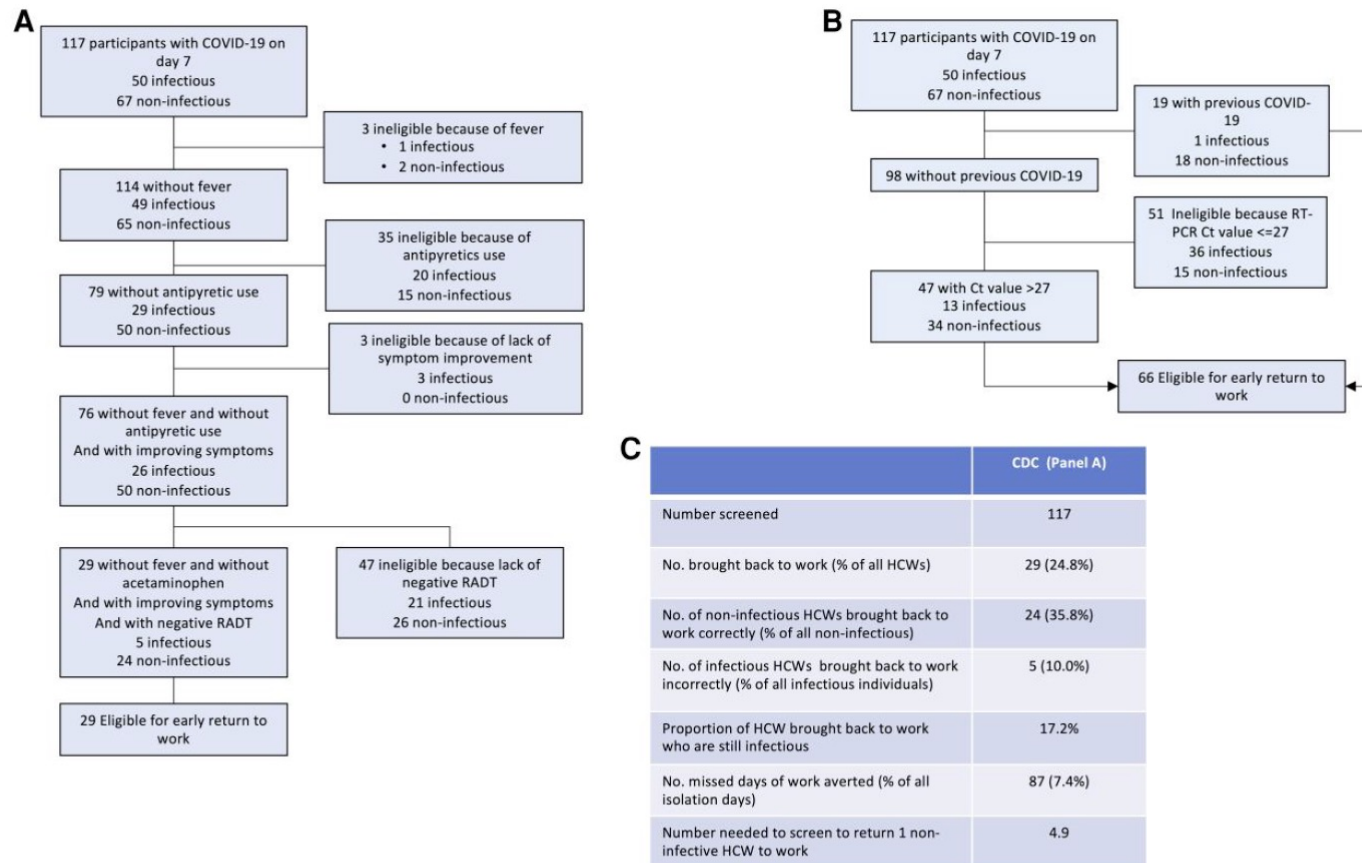 A
117 participants with COVID-19 on
day 7
50 infectious
67 non-infectious
3 ineligible because of fever
• 1 infectious
• 2 non-infectious
114 without fever
49 infectious
65 non-infectious
35 ineligible because of
antipyretics use
20 infectious
15 non-infectious
79 without antipyretic use
29 infectious
50 non-infectious
3 ineligible because of lack of
symptom improvement
3 infectious
0 non-infectious
76 without fever and without
antipyretic use
And with improving symptoms
26 infectious
50 non-infectious
29 without fever and without
acetaminophen
And with improving symptoms
And with negative RADT
5 infectious
24 non-infectious
47 ineligible because lack of
negative RADT
21 infectious
26 non-infectious
29 Eligible for early return to
work
B
117 participants with COVID-19 on
day 7
50 infectious
67 non-infectious
19 with previous COVID-
19
1 infectious
18 non-infectious
98 without previous COVID-19
51 Ineligible because RT-
PCR Ct value <=27
36 infectious
15 non-infectious
47 with Ct value >27
13 infectious
34 non-infectious
66 Eligible for early return to
work
C
CDC (Panel A)
Number screened
117
No. brought back to work (% of all HCWs)
29 (24.8%)
No. of non-infectious HCWs brought back to
work correctly (% of all non-infectious)
24 (35.8%)
No. of infectious HCWs brought back to work
incorrectly (% of all infectious individuals)
5 (10.0%)
Proportion of HCW brought back to work
who are still infectious
17.2%
No. missed days of work averted (% of all
isolation days)
87 (7.4%)
Number needed to screen to return 1 non-
infective HCW to work
4.9